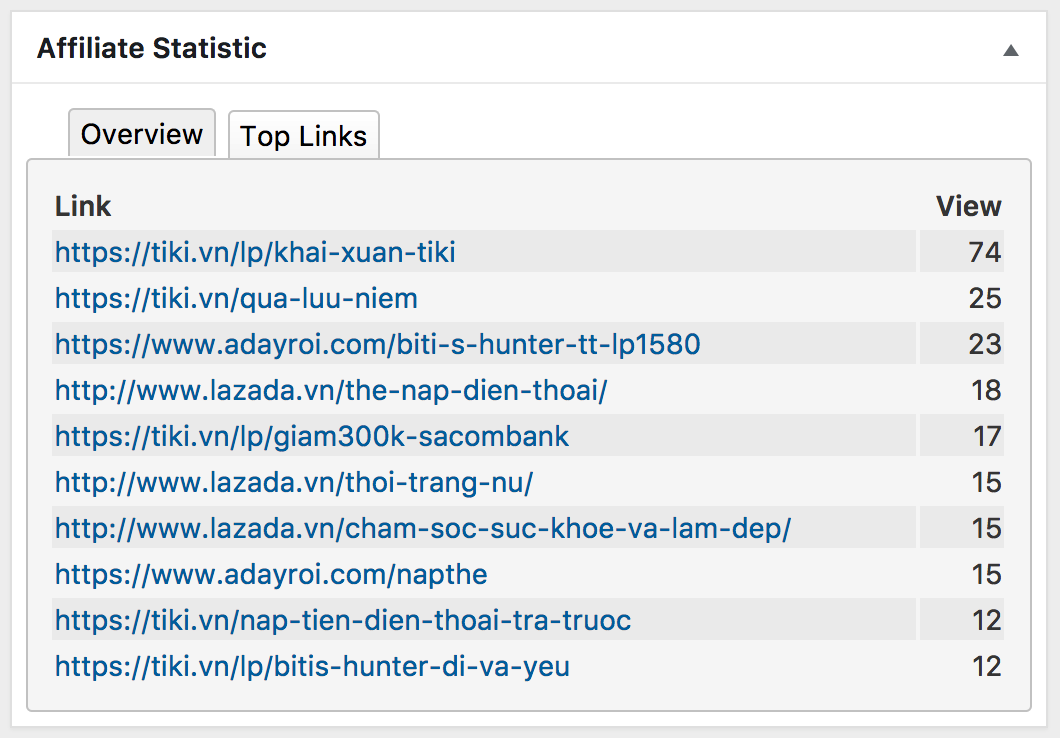 Affiliate Statistic
Overview Top Links
Link View
https://tiki.vn/lp/khai-xuan-tiki 74
https://tiki.vn/qua-luu-niem 25
https://www.adayroi.com/biti-s-hunter-tt-lp1580 23
http://www.lazada.vn/the-nap-dien-thoai/ 18
https://tiki.vn/lp/giam300k-sacombank 17
http://www.lazada.vn/thoi-trang-nu/ 15
http://www.lazada.vn/cham-soc-suc-khoe-va-lam-dep/ 15
https://www.adayroi.com/napthe 15
https://tiki.vn/nap-tien-dien-thoai-tra-truoc 12
https://tiki.vn/lp/bitis-hunter-di-va-yeu 12